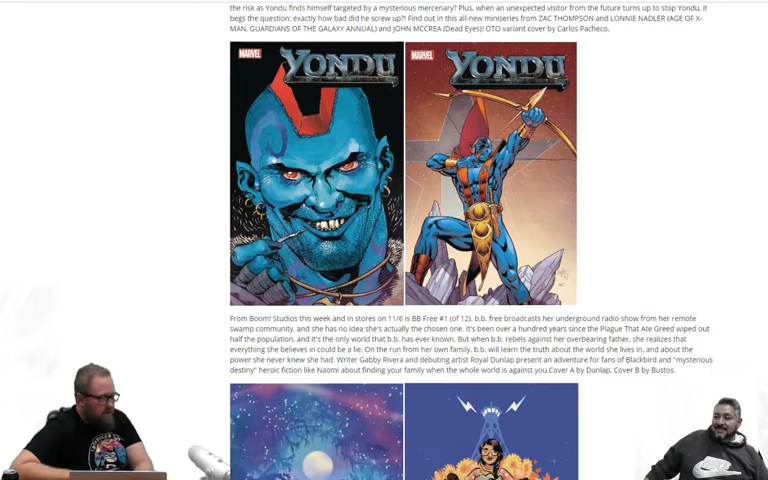 the risk as Yondu finds himself targeted by a mysterious mercenary? Plus, when an unexpected visitor from the future turns up to stop Yondu, it
begs the question: exactly how bad did he screw up?! Find out in this all-new miniseries from ZAC THOMPSON and LONNIE NADLER (AGE OF X-
MAN, GUARDIANS OF THE GALAXY ANNUAL) and JOHN MCCREA (Dead Eyes)! OTO variant cover by Carlos Pacheco.
MARVEL YONDU MARVEL YONDU
From Boom! Studios this week and in stores on 11/6 is BB Free #1 (of 12). b.b. free broadcasts her underground radio show from her remote
swamp community, and she has no idea she's actually the chosen one. It's been over a hundred years since the Plague That Ate Greed wiped out
half the population, and it's the only world that b.b. has ever known. But when b.b. rebels against her overbearing father, she realizes that
everything she believes in could be a lie. On the run from her own family, b.b. will learn the truth about the world she lives in, and about the
power she never knew she had. Writer Gabby Rivera and debuting artist Royal Dunlap present an adventure for fans of Blackbird and "mysterious
destiny" heroic fiction like Naomi about finding your family when the whole world is against you.Cover A by Dunlap, Cover B by Bustos.